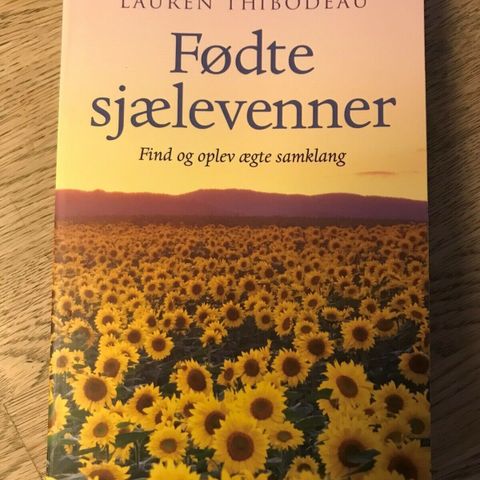 LAUREN THIBODEAU
Fødte
sjælevenner
Find og oplev ægte samklang